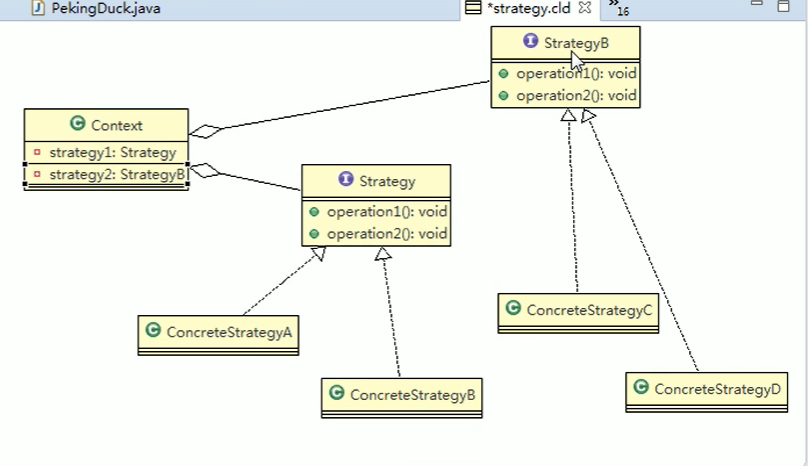 PekingDuck.java
*strategy.cld
»16
I StrategyB
operation1(): void
operation2(): void
C Context
strategy1: Strategy
strategy2: StrategyB
I Strategy
operation1(): void
operation2(): void
C ConcreteStrategyA
C ConcreteStrategyB
C ConcreteStrategyC
C ConcreteStrategyD